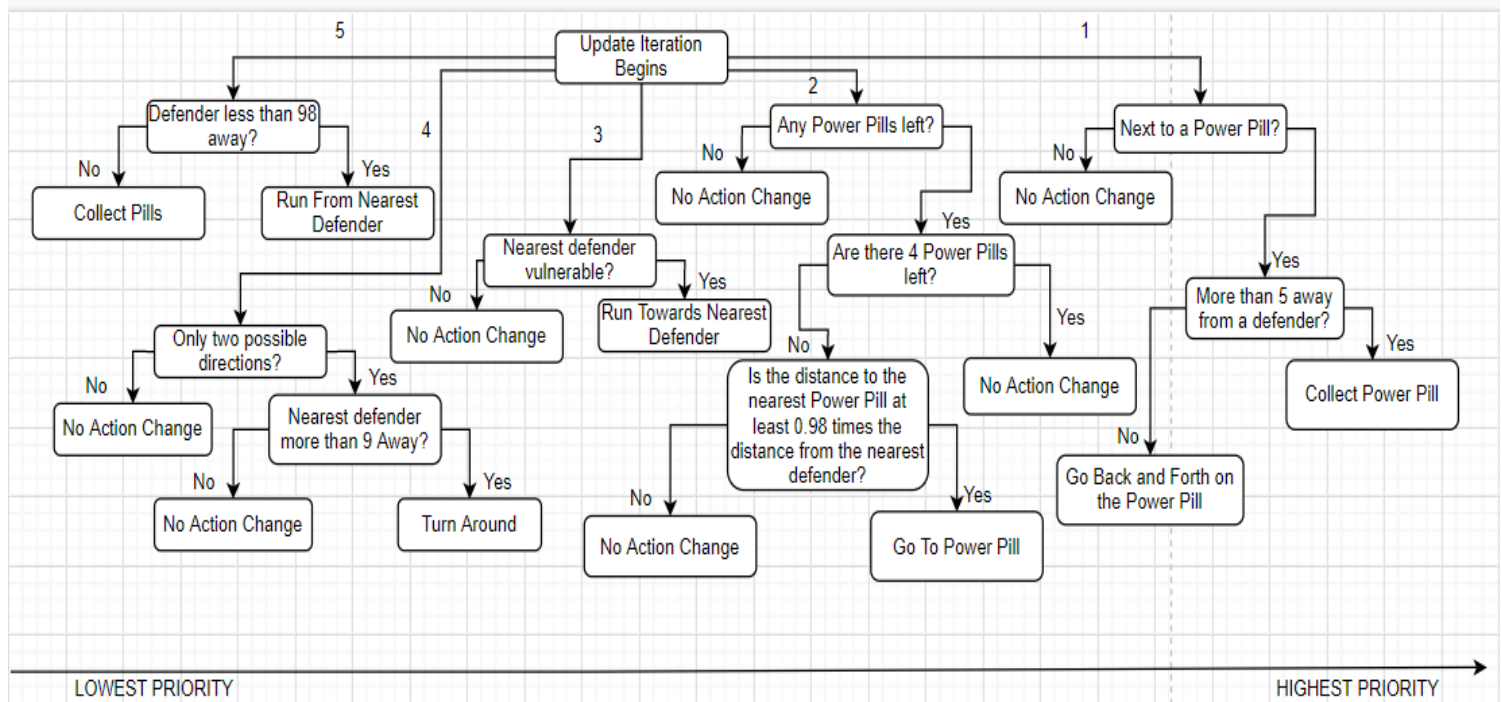 5
1
Update Iteration
Begins
2
Defender less than 98
away?
4
3
Any Power Pills left?
Next to a Power Pill?
No
Yes
No
No
Collect Pills
Run From Nearest
Defender
No Action Change
No Action Change
Yes
Nearest defender
vulnerable?
Are there 4 Power Pills
left?
Yes
No
Yes
More than 5 away
from a defender?
No Action Change
Run Towards Nearest
Defender
Yes
Only two possible
directions?
No
Yes
No
Yes
Is the distance to the
nearest Power Pill at
least 0.98 times the
distance from the nearest
defender?
No Action Change
Collect Power Pill
No Action Change
Nearest defender
more than 9 Away?
No
Go Back and Forth on
the Power Pill
No
Yes
No
Yes
No Action Change
Turn Around
No Action Change
Go To Power Pill
LOWEST PRIORITY
HIGHEST PRIORITY